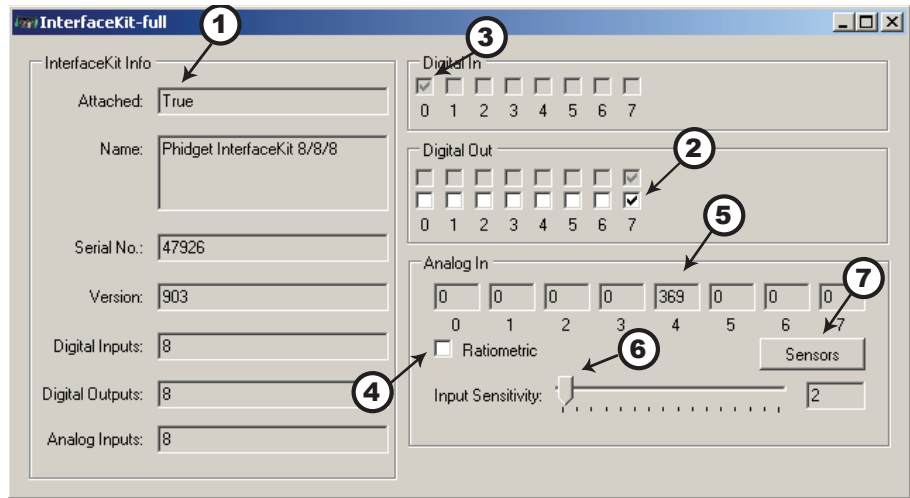 InterfaceKit-full
1
InterfaceKit Info
Attached: True
Name: Phidget InterfaceKit 8/8/8
Serial No.: 47926
Version: 903
Digital Inputs: 8
Digital Outputs: 8
Analog Inputs: 8
3
Digital In
0 1 2 3 4 5 6 7
Digital Out
2
0 1 2 3 4 5 6 7
5
Analog In
7
0 0 0 0 369 0 0 0
0 1 2 3 4 5 6 7
4
Ratiometric
6
Sensors
Input Sensitivity: 2